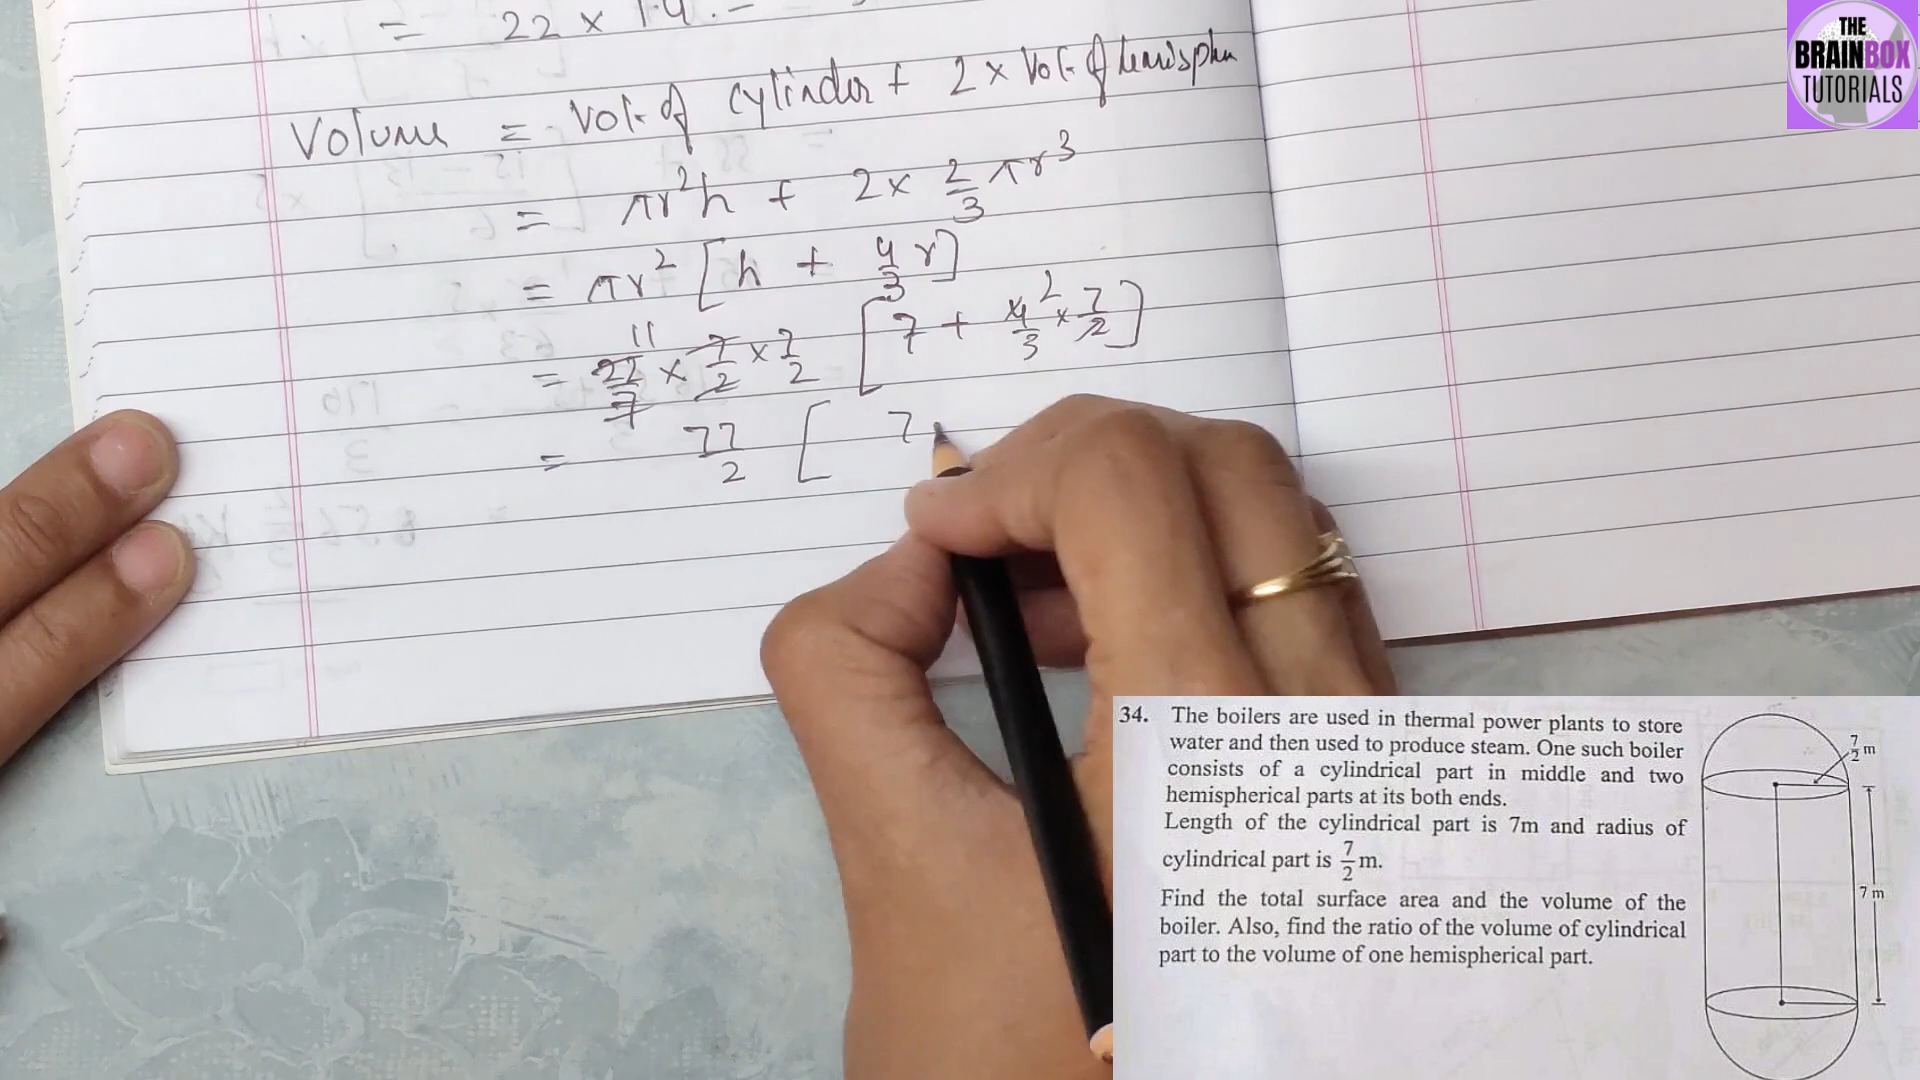 = 22 ×
Volume = Vol. of cylinder + 2 × Vol. of hemisphe
= πr²h + 2 × 2/3 πr³
= πr² [h + 4/3 r]
= 22/7 × 7/2 × 7/2 [7 + 4/3 × 7/2]
11 2
= 77/2 [ 7
THE
BRAINBOX
TUTORIALS
34. The boilers are used in thermal power plants to store
water and then used to produce steam. One such boiler
consists of a cylindrical part in middle and two
hemispherical parts at its both ends.
Length of the cylindrical part is 7m and radius of
cylindrical part is 7/2 m.
Find the total surface area and the volume of the
boiler. Also, find the ratio of the volume of cylindrical
part to the volume of one hemispherical part.
7/2 m
7 m